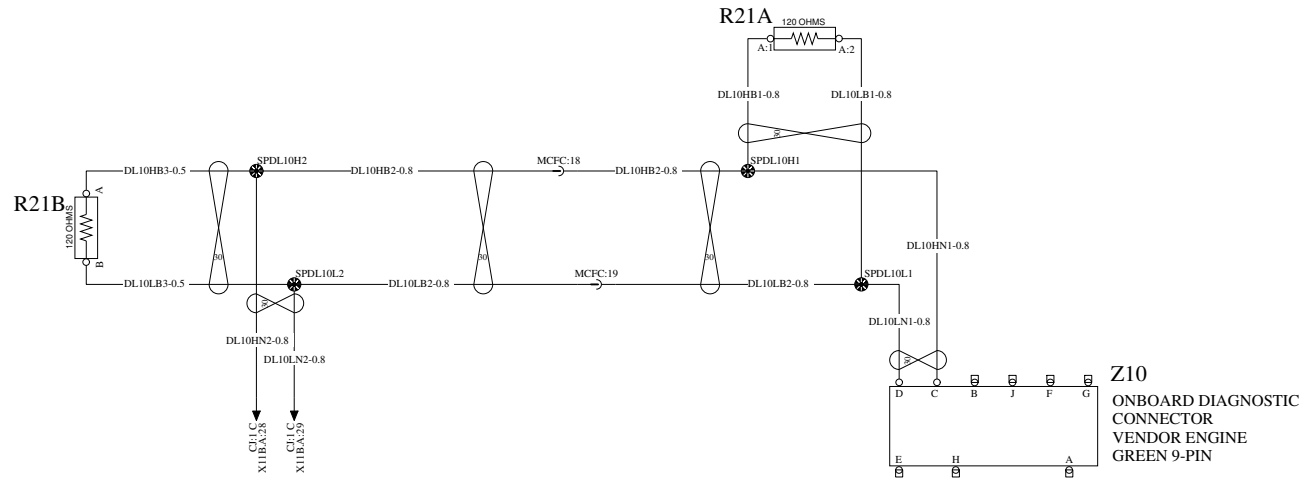 R21A
120 OHMS
A:1
A:2
DL10HB1-0.8
DL10LB1-0.8
30
SPDL10H2
MCFC:18
SPDL10H1
DL10HB3-0.5
DL10HB2-0.8
DL10HB2-0.8
R21B
120 OHMS
A
B
30
30
30
DL10HN1-0.8
SPDL10L2
MCFC:19
SPDL10L1
DL10LB3-0.5
DL10LB2-0.8
DL10LB2-0.8
30
DL10LN1-0.8
DL10HN2-0.8
DL10LN2-0.8
30
Z10
D
C
B
J
F
G
ONBOARD DIAGNOSTIC
CONNECTOR
VENDOR ENGINE
GREEN 9-PIN
E
H
A
CJ:1 C
X11B.A:28
CJ:1 C
X11B.A:29